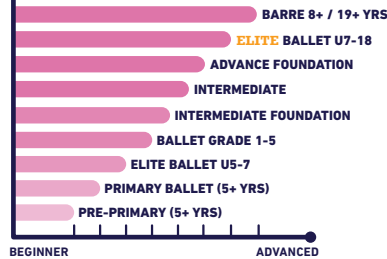 BARRE 8+ / 19+ YRS
ELITE BALLET U7-18
ADVANCE FOUNDATION
INTERMEDIATE
INTERMEDIATE FOUNDATION
BALLET GRADE 1-5
ELITE BALLET U5-7
PRIMARY BALLET (5+ YRS)
PRE-PRIMARY (5+ YRS)
BEGINNER ADVANCED